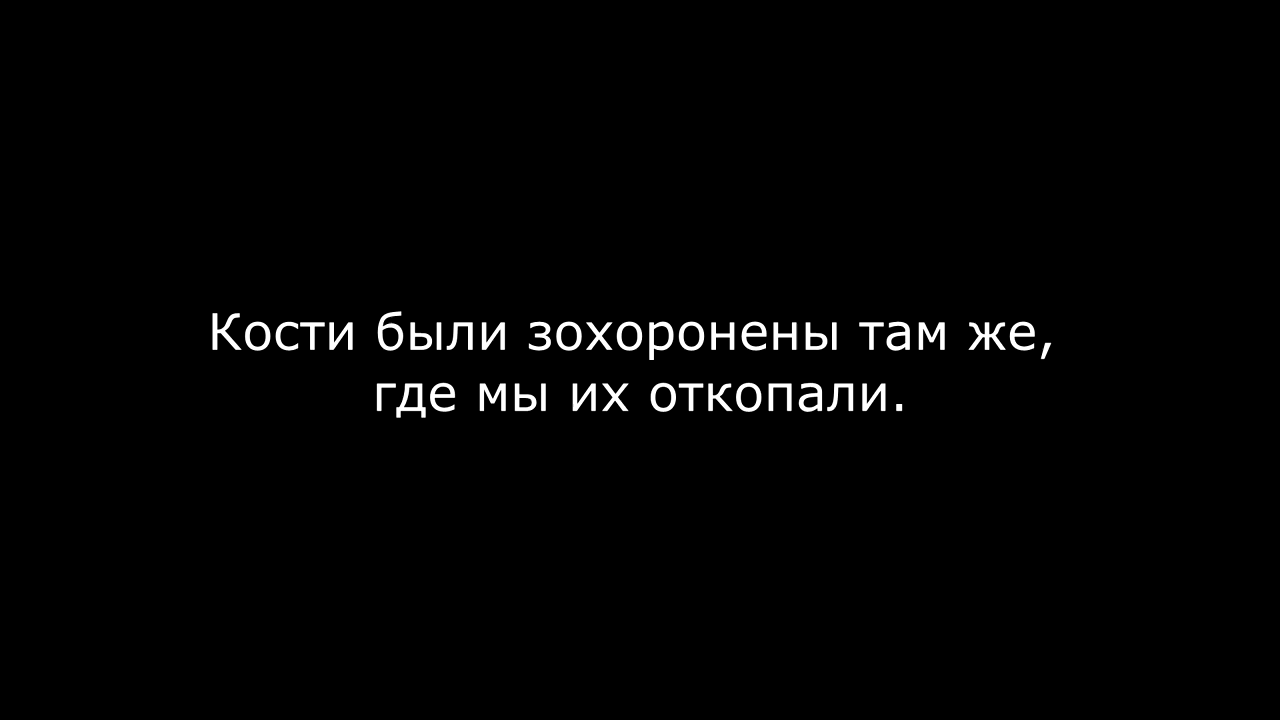 Кости были зохоронены там же,
где мы их откопали.